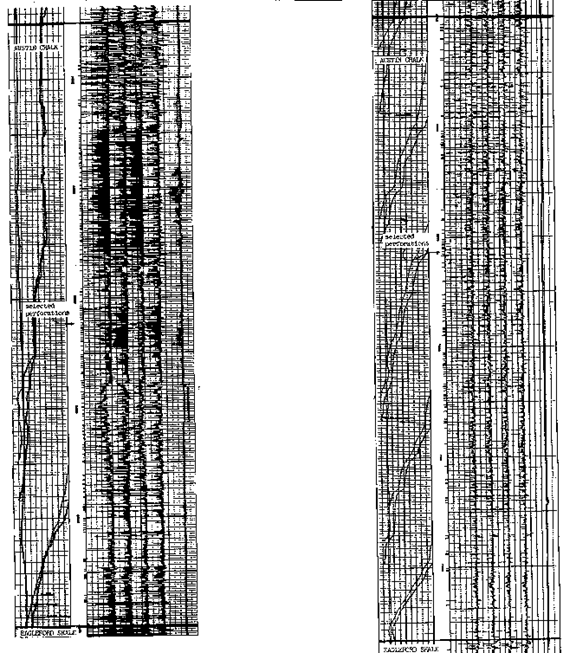 AUSTIN CHALK
selected
perforations
EAGLEFORD SHALE
AUSTIN CHALK
selected
perforations
EAGLEFORD SHALE